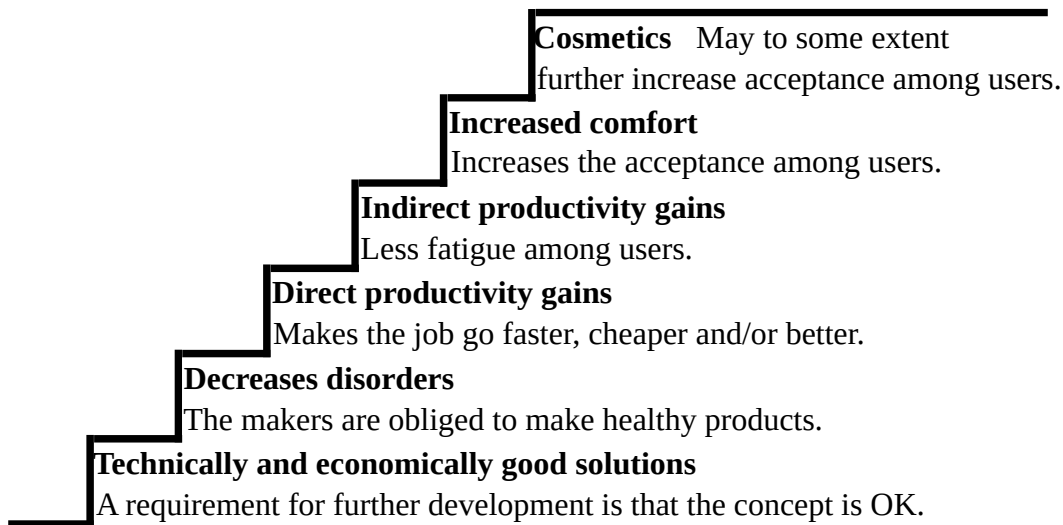 Cosmetics May to some extent
further increase acceptance among users.
Increased comfort
Increases the acceptance among users.
Indirect productivity gains
Less fatigue among users.
Direct productivity gains
Makes the job go faster, cheaper and/or better.
Decreases disorders
The makers are obliged to make healthy products.
Technically and economically good solutions
A requirement for further development is that the concept is OK.